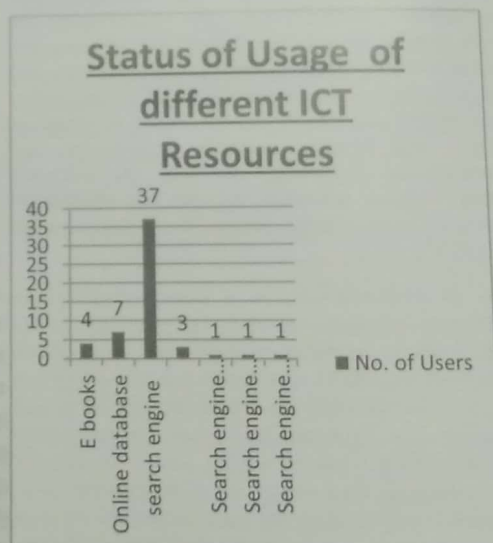 Status of Usage of
different ICT
Resources
40
35
30
25
20
15
10
5
0
4
7
37
3
1
1
1
E books
Online database
search engine
Search engine...
Search engine...
Search engine...
No. of Users